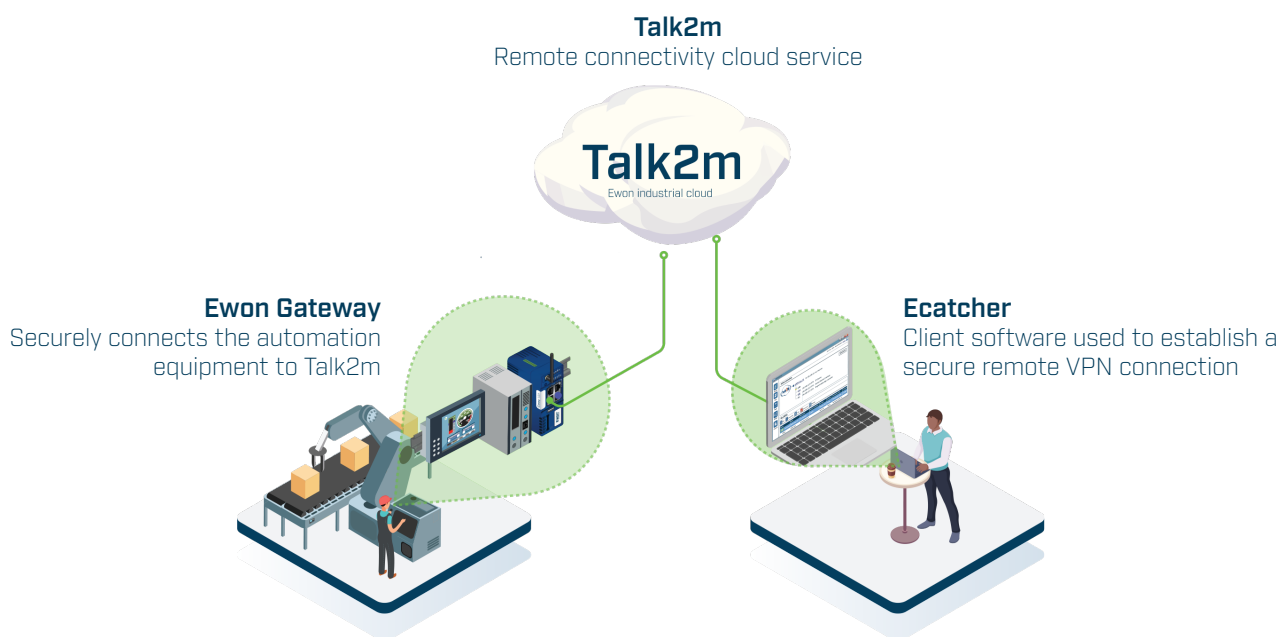 Talk2m
Remote connectivity cloud service
Talk2m
Ewon industrial cloud
Ewon Gateway
Securely connects the automation
equipment to Talk2m
Ecatcher
Client software used to establish a
secure remote VPN connection